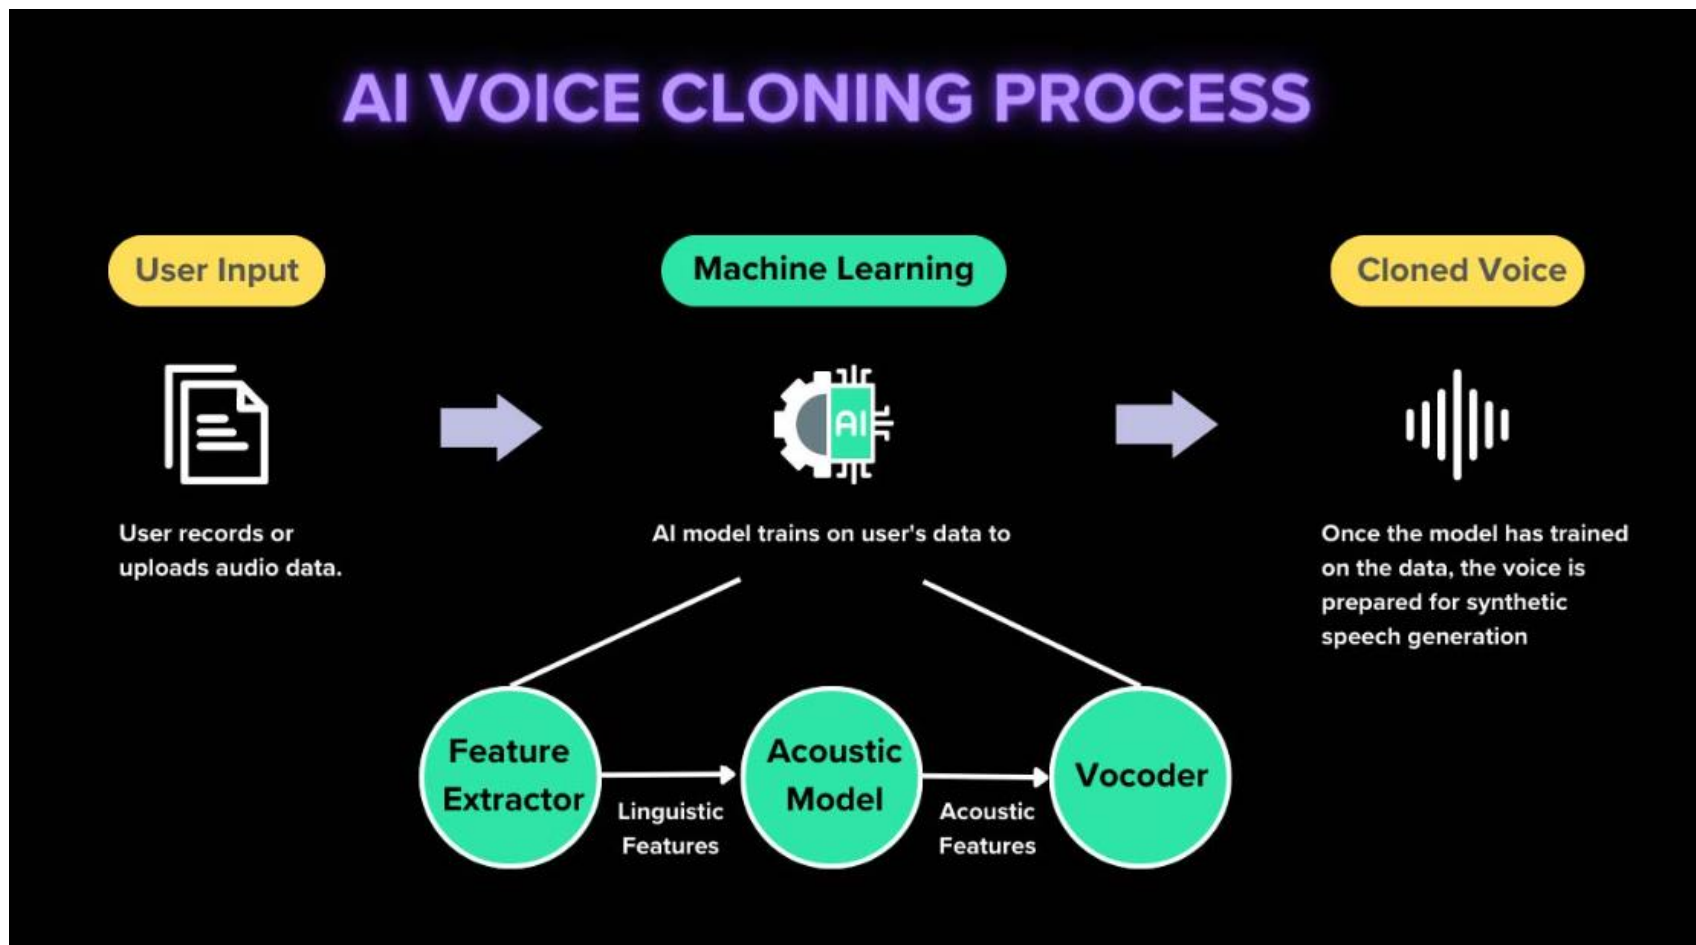 AI VOICE CLONING PROCESS
User Input
Machine Learning
Cloned Voice
AI
User records or
uploads audio data.
AI model trains on user's data to
Once the model has trained
on the data, the voice is
prepared for synthetic
speech generation
Feature
Extractor
Linguistic
Features
Acoustic
Model
Acoustic
Features
Vocoder